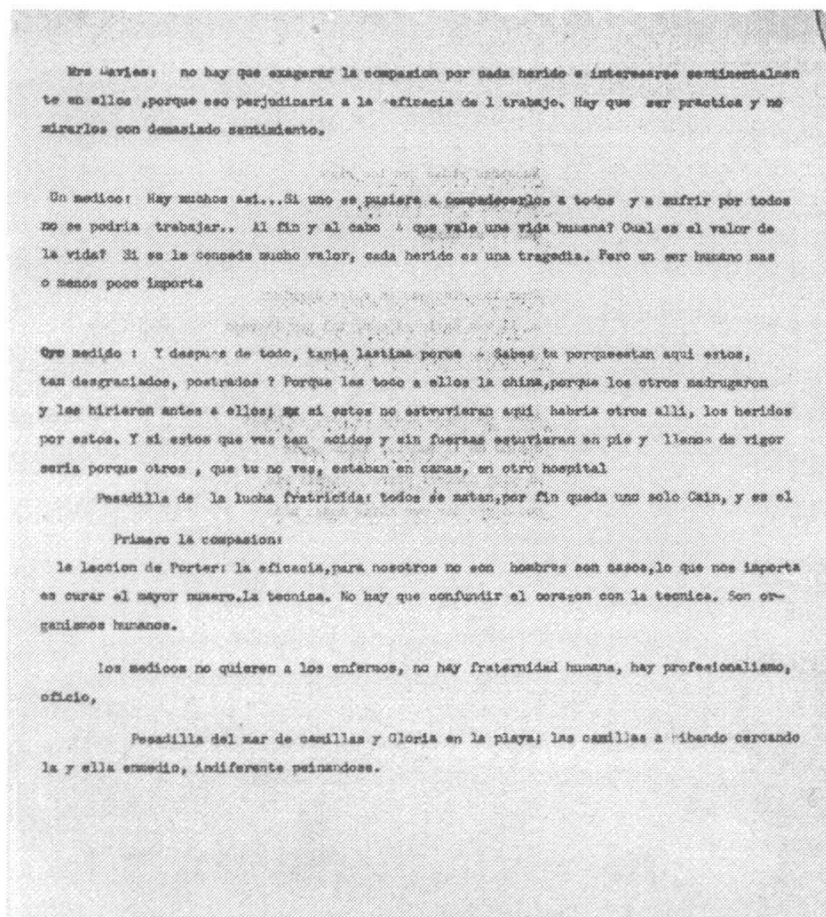 Mrs Davies:  no hay que exagerar la compasion por cada herido e interesarse sentimentalmen
te en ellos ,porque eso perjudicaria a la eficacia de l trabajo. Hay que ser practica y no
mirarlos con demasiado sentimiento.
Un medico: Hay muchos asi...Si uno se pusiera a compadecerlos a todos y a sufrir por todos
no se podria trabajar.. Al fin y al cabo que vale una vida humana? Cual es el valor de
la vida? Si se le concede mucho valor, cada herido es una tragedia. Pero un ser humano mas
o menos poco importa
medido : Y despues de todo, tanta lastima Sabes tu porqueestan aqui estos,
tan desgraciados, postrados ? Porque les toco a ellos la china,porque los otros madrugaron
y les hirieron antes a ellos; si estos no estuvieran aqui habria otros alli, los heridos
por estos. Y si estos que ves tan acidos y sin fuerzas estuvieran en pie y llenos de vigor
seria porque otros , que tu no ves, estaban en camas, en otro hospital
Pesadilla de la lucha fratricida: todos se matan,por fin queda uno solo Cain, y es el
Primero la compasion:
le leccion de Porter: la eficacia,para nosotros no son hombres son casos,lo que nos importa
es curar el mayor numero.la tecnica. No hay que confundir el corazon con la tecnica. Son or-
ganismos humanos.
los medicos no quieren a los enfermos, no hay fraternidad humana, hay profesionalismo,
oficio,
Pesadilla del mar de camillas y Gloria en la playa; las camillas a ribando cercando
la y ella enmedio, indiferente peinandose.